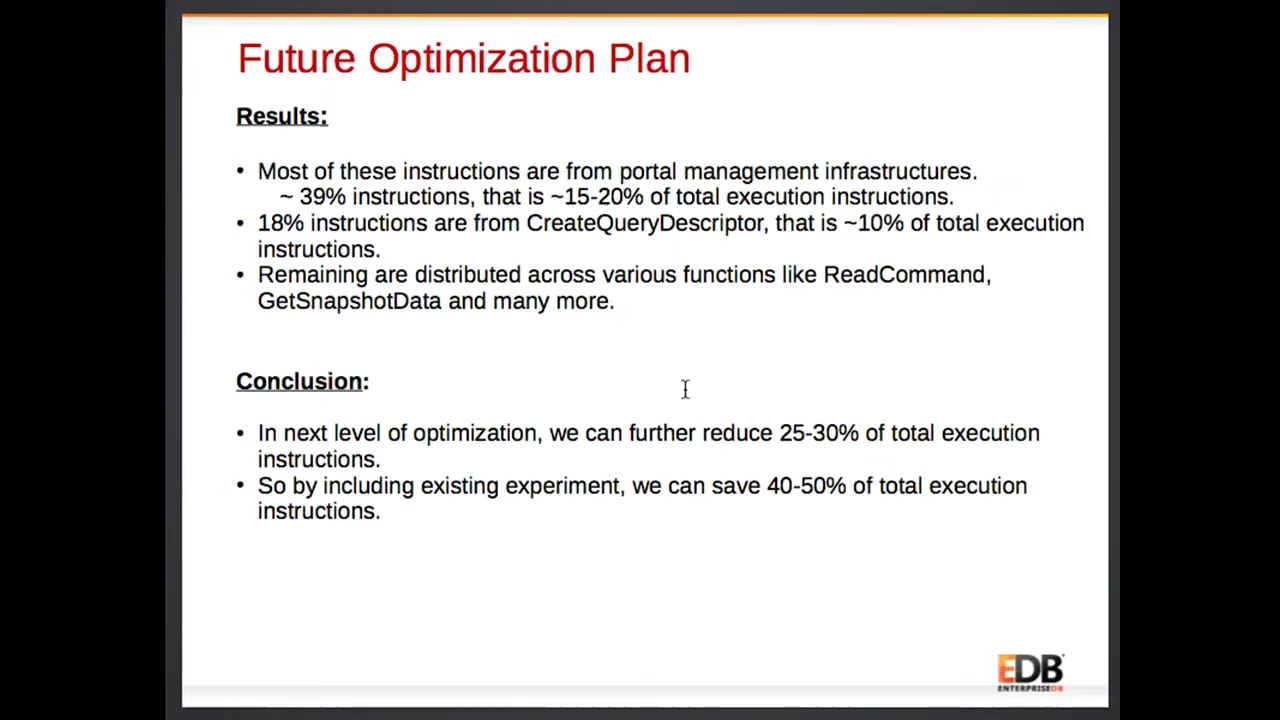 Future Optimization Plan
Results:
• Most of these instructions are from portal management infrastructures.
~ 39% instructions, that is ~15-20% of total execution instructions.
• 18% instructions are from CreateQueryDescriptor, that is ~10% of total execution
instructions.
• Remaining are distributed across various functions like ReadCommand,
GetSnapshotData and many more.
Conclusion:
• In next level of optimization, we can further reduce 25-30% of total execution
instructions.
• So by including existing experiment, we can save 40-50% of total execution
instructions.
EDB
ENTERPRISEDB